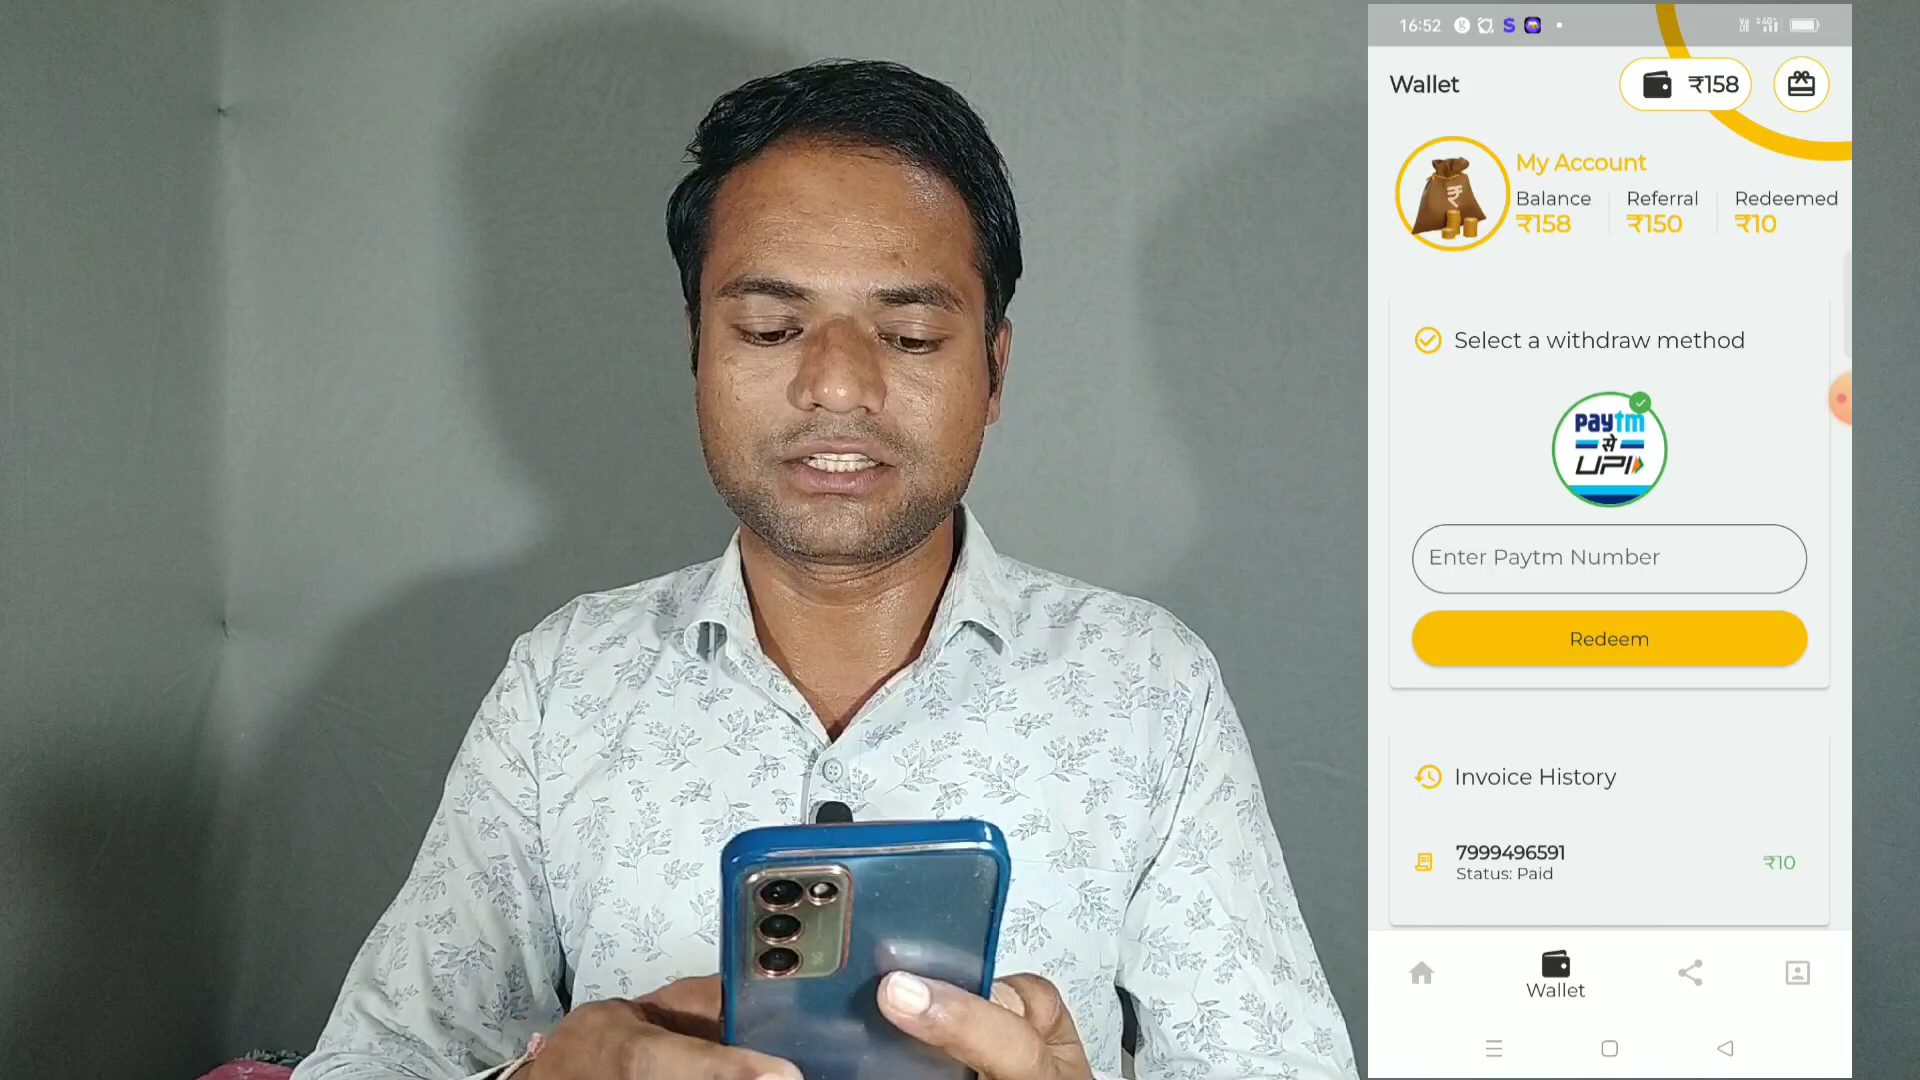 16:52
Wallet
₹158
My Account
Balance
Referral
Redeemed
₹158
₹150
₹10
Select a withdraw method
paytm
से
UPI
Enter Paytm Number
Redeem
Invoice History
7999496591
₹10
Status: Paid
Wallet